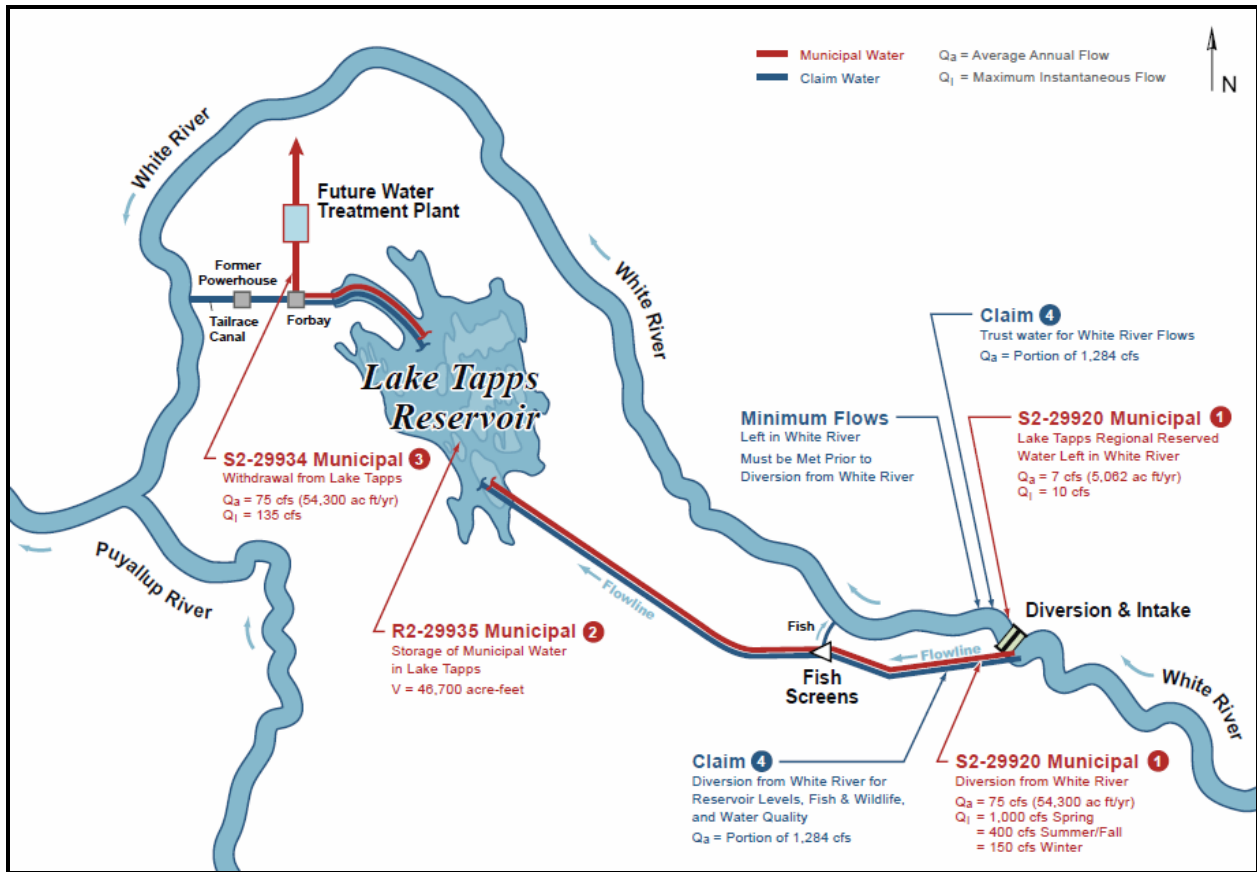 Municipal Water
Claim Water
Qa = Average Annual Flow
QI = Maximum Instantaneous Flow
N
White River
Future Water
Treatment Plant
Former
Powerhouse
Tailrace
Canal
Forbay
White River
Lake Tapps
Reservoir
Claim 4
Trust water for White River Flows
Qa = Portion of 1,284 cfs
Minimum Flows
Left in White River
Must be Met Prior to
Diversion from White River
S2-29920 Municipal 1
Lake Tapps Regional Reserved
Water Left in White River
Qa = 7 cfs (5,062 ac ft/yr)
QI = 10 cfs
S2-29934 Municipal 3
Withdrawal from Lake Tapps
Qa = 75 cfs (54,300 ac ft/yr)
QI = 135 cfs
Puyallup River
Flowline
R2-29935 Municipal 2
Storage of Municipal Water
in Lake Tapps
V = 46,700 acre-feet
Diversion & Intake
Fish
Flowline
Fish
Screens
White River
Claim 4
Diversion from White River for
Reservoir Levels, Fish & Wildlife,
and Water Quality
Qa = Portion of 1,284 cfs
S2-29920 Municipal 1
Diversion from White River
Qa = 75 cfs (54,300 ac ft/yr)
QI = 1,000 cfs Spring
= 400 cfs Summer/Fall
= 150 cfs Winter